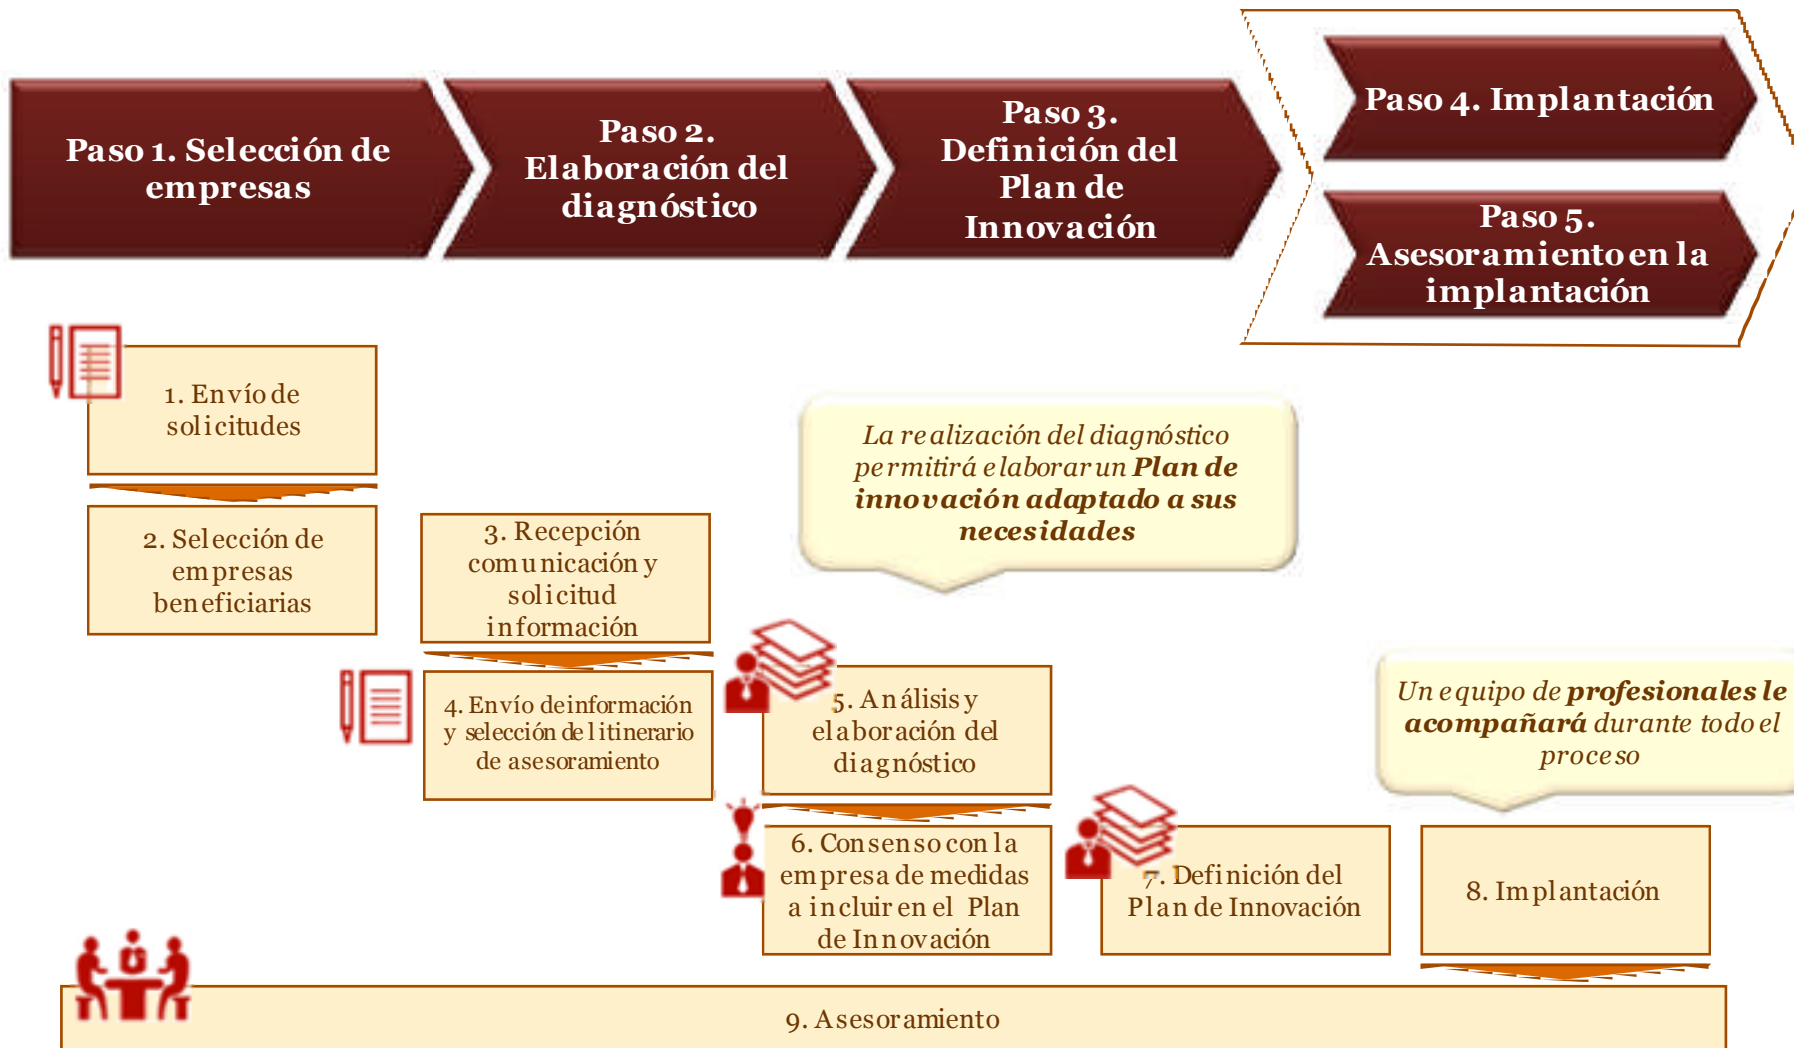 Paso 1. Selección de
empresas
Paso 2.
Elaboración del
diagnóstico
Paso 3.
Definición del
Plan de
Innovación
Paso 4. Implantación
Paso 5.
Asesoramiento en la
implantación
1. Envío de
solicitudes
2. Selección de
empresas
beneficiarias
3. Recepción
comunicación y
solicitud
información
4. Envío de información
y selección del itinerario
de asesoramiento
La realización del diagnóstico
permitirá elaborar un Plan de
innovación adaptado a sus
necesidades
5. Análisis y
elaboración del
diagnóstico
6. Consenso con la
empresa de medidas
a incluir en el Plan
de Innovación
7. Definición del
Plan de Innovación
Un equipo de profesionales le
acompañará durante todo el
proceso
8. Implantación
9. Asesoramiento